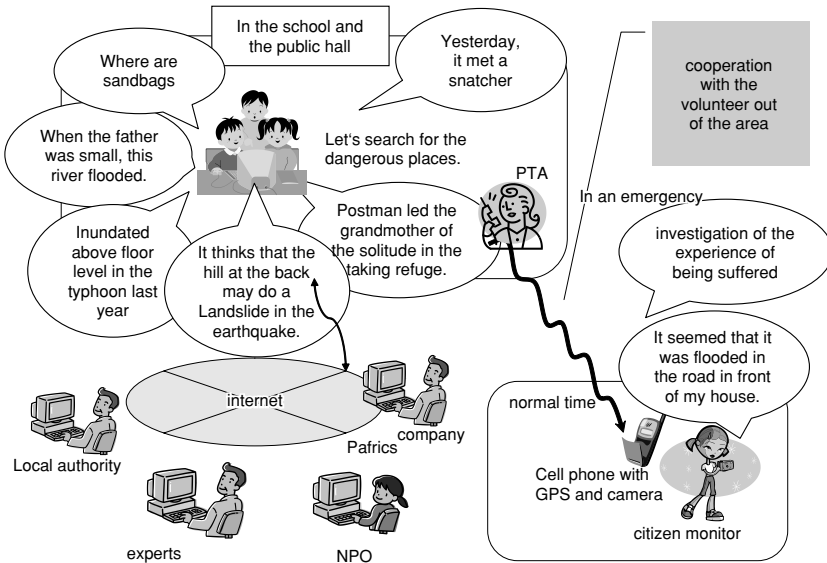 In the school and
the public hall
Where are
sandbags
Yesterday,
it met a
snatcher
cooperation
with the
volunteer out
of the area
When the father
was small, this
river flooded.
Let's search for the
dangerous places.
PTA
In an emergency
Postman led the
grandmother of
the solitude in the
taking refuge.
Inundated
above floor
level in the
typhoon last
year
It thinks that the
hill at the back
may do a
Landslide in the
earthquake.
investigation of the
experience of
being suffered
It seemed that it
was flooded in
the road in front
of my house.
internet
normal time
company
Pafrics
Local authority
Cell phone with
GPS and camera
citizen monitor
experts
NPO